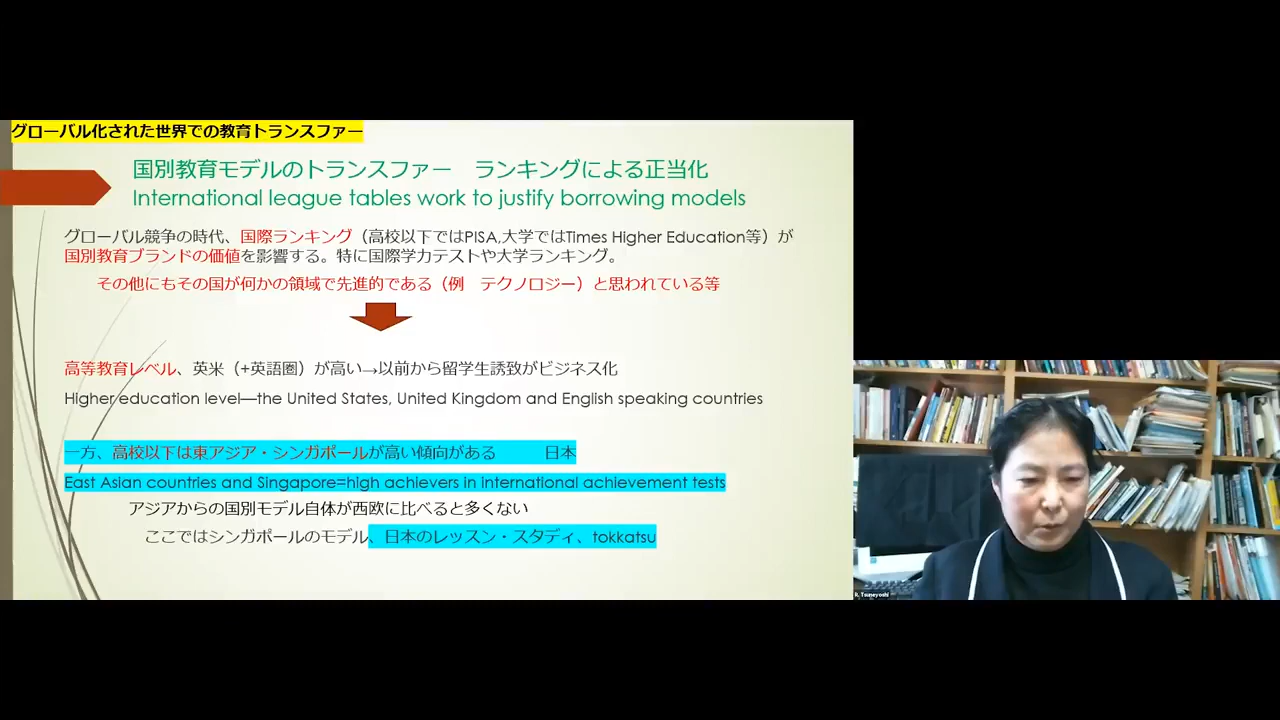 グローバル化された世界での教育トランスファー
国別教育モデルのトランスファー　ランキングによる正当化
International league tables work to justify borrowing models
グローバル競争の時代、国際ランキング（高校以下ではPISA,大学ではTimes Higher Education等）が
国別教育ブランドの価値を影響する。特に国際学力テストや大学ランキング。
その他にもその国が何かの領域で先進的である（例　テクノロジー）と思われている等
高等教育レベル、英米（+英語圏）が高い→以前から留学生誘致がビジネス化
Higher education level—the United States, United Kingdom and English speaking countries
一方、高校以下は東アジア・シンガポールが高い傾向がある　　　日本
East Asian countries and Singapore=high achievers in international achievement tests
アジアからの国別モデル自体が西欧に比べると多くない
ここではシンガポールのモデル、日本のレッスン・スタディ、tokkatsu
R. Tsuneyoshi